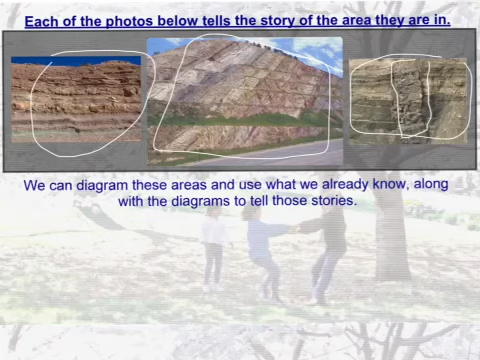 Each of the photos below tells the story of the area they are in.
We can diagram these areas and use what we already know, along
with the diagrams to tell those stories.